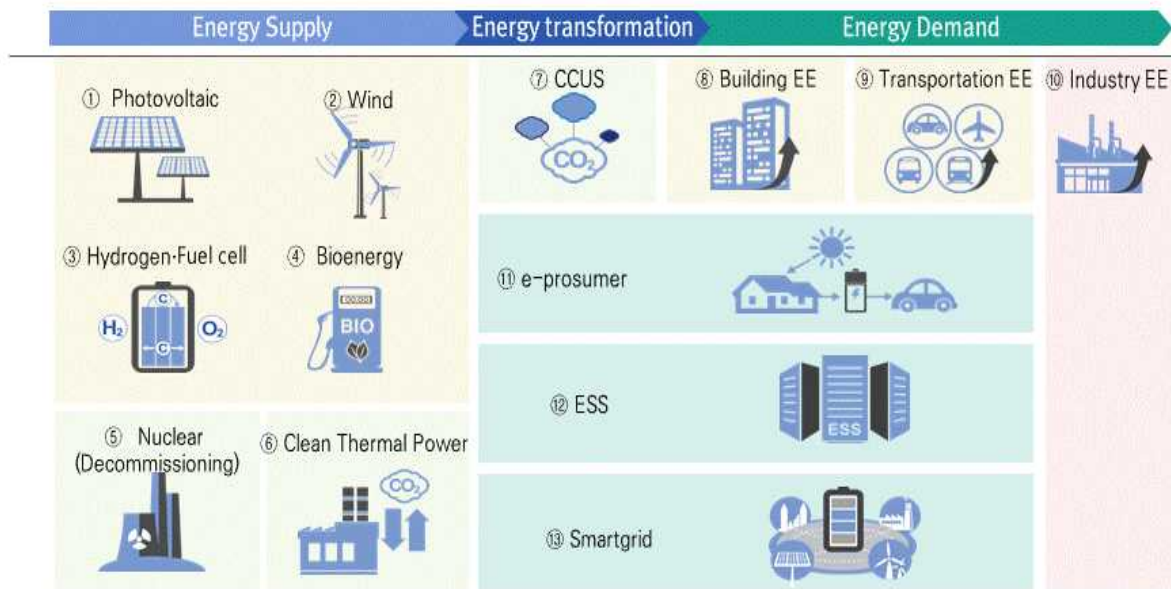 Energy Supply
Energy transformation
Energy Demand
① Photovoltaic
② Wind
③ Hydrogen·Fuel cell
④ Bioenergy
C
H₂
O₂
C
00:00
BIO
⑤ Nuclear
(Decommissioning)
⑥ Clean Thermal Power
CO₂
⑦ CCUS
CO₂
⑧ Building EE
⑨ Transportation EE
⑩ Industry EE
⑪ e-prosumer
⑫ ESS
ESS
⑬ Smartgrid